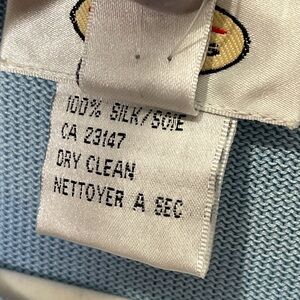 100% SILK/SOIE
CA 23147
DRY CLEAN
NETTOYER A SEC